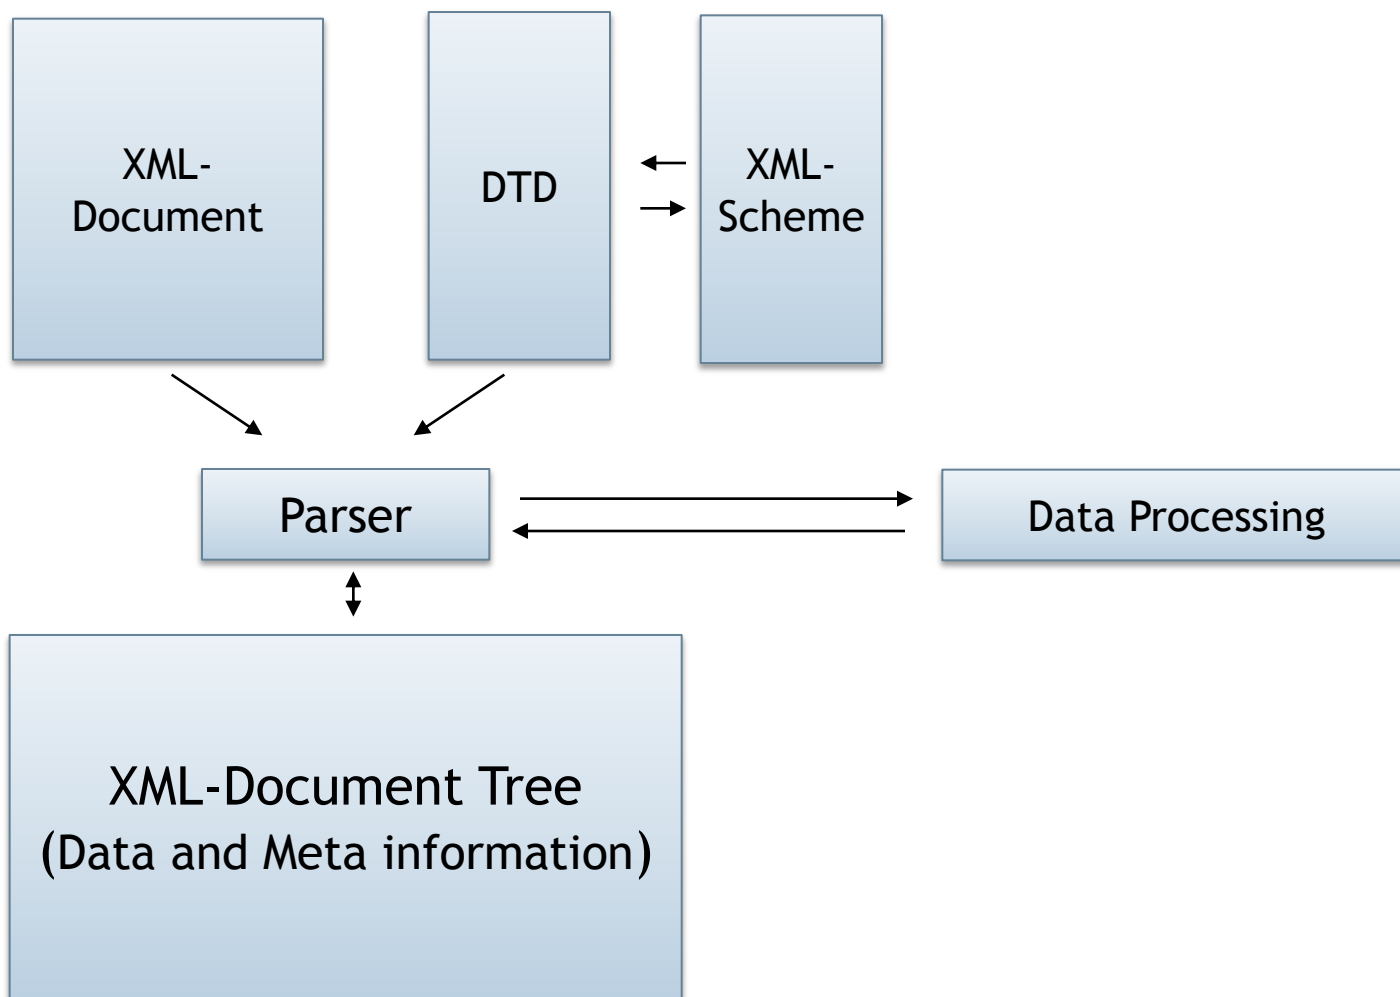 XML-
Document
DTD
XML-
Scheme
Parser
Data Processing
XML-Document Tree
(Data and Meta information)